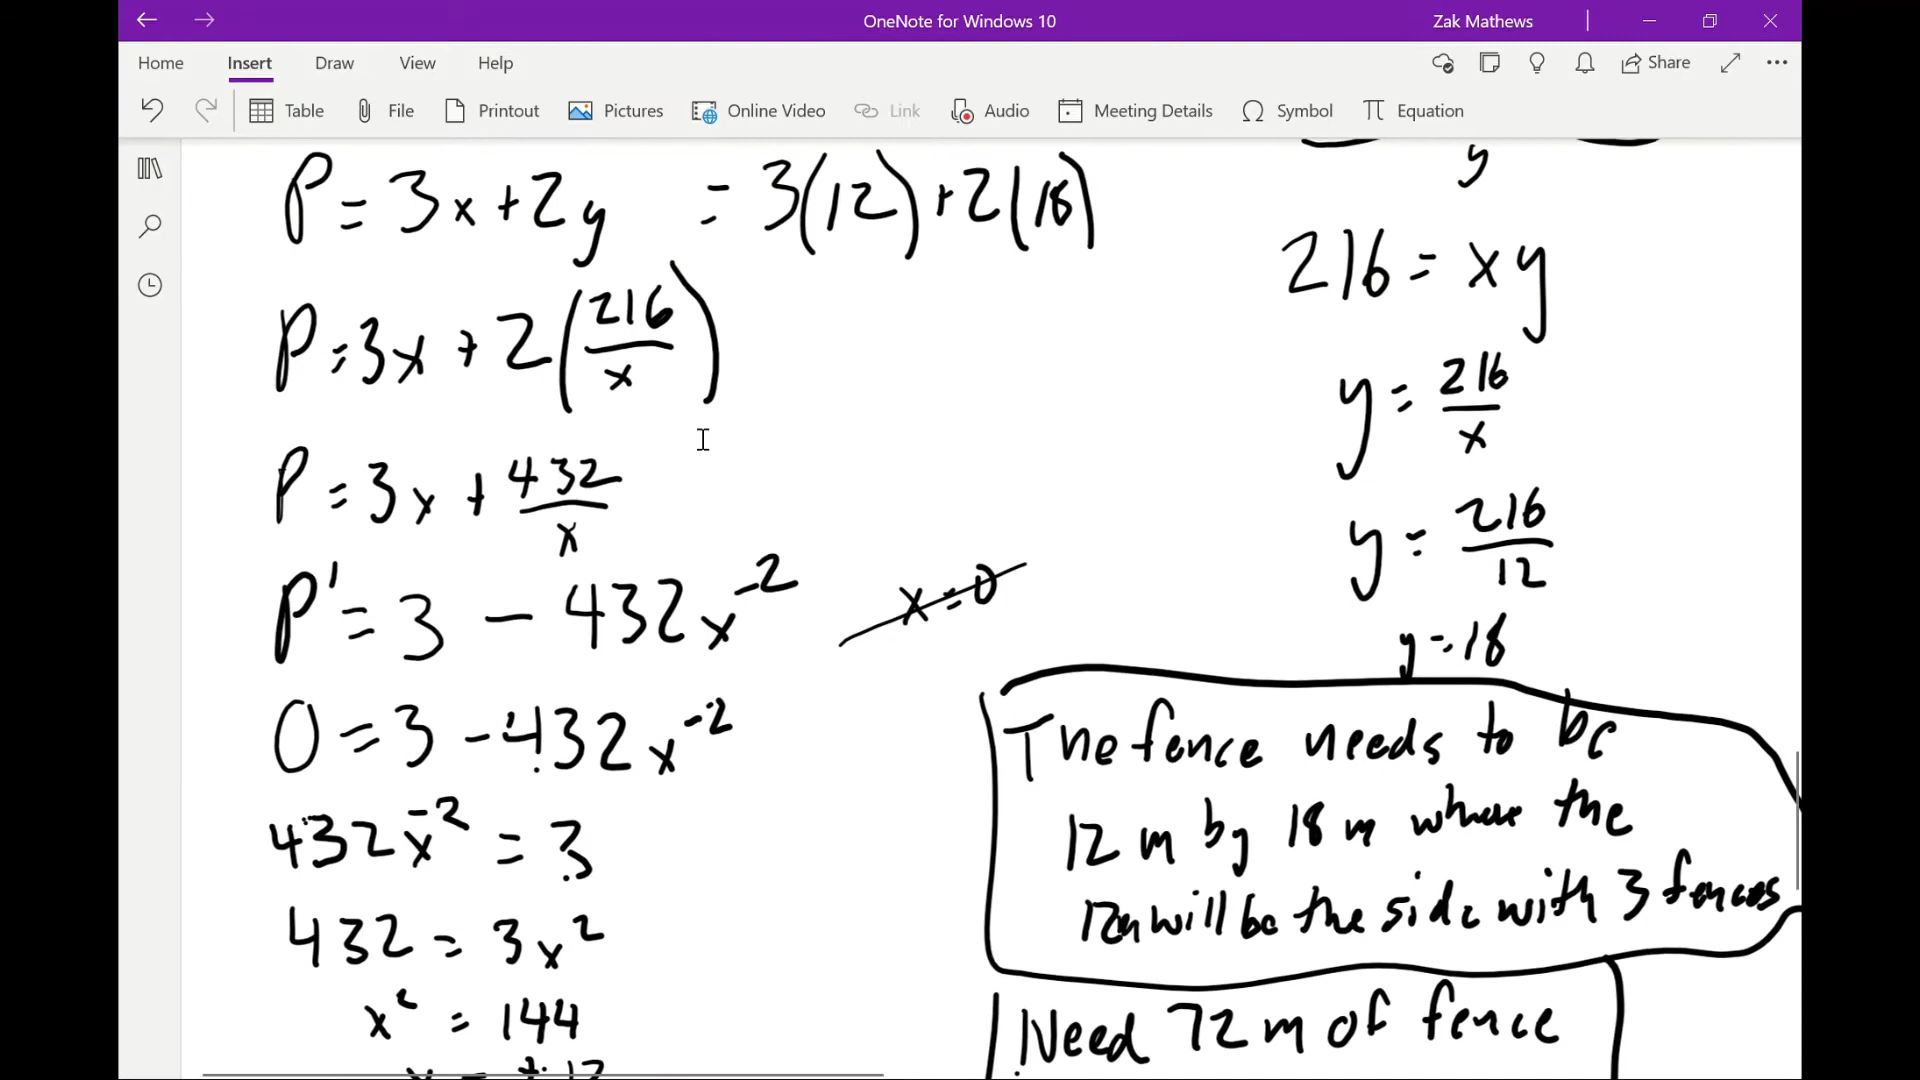 OneNote for Windows 10
Zak Mathews
Home Insert Draw View Help
Share
Table File Printout Pictures Online Video Link Audio Meeting Details Symbol Equation
P = 3x + 2y = 3(12) + 2(18)
P = 3x + 2(216/x)
P = 3x + 432/x
P' = 3 - 432x^-2 x = 0
0 = 3 - 432x^-2
432x^-2 = 3
432 = 3x^2
x^2 = 144
y
216 = xy
y = 216/x
y = 216/12
y = 18
The fence needs to be
12 m by 18 m where the
12m will be the side with 3 fences
Need 72 m of fence